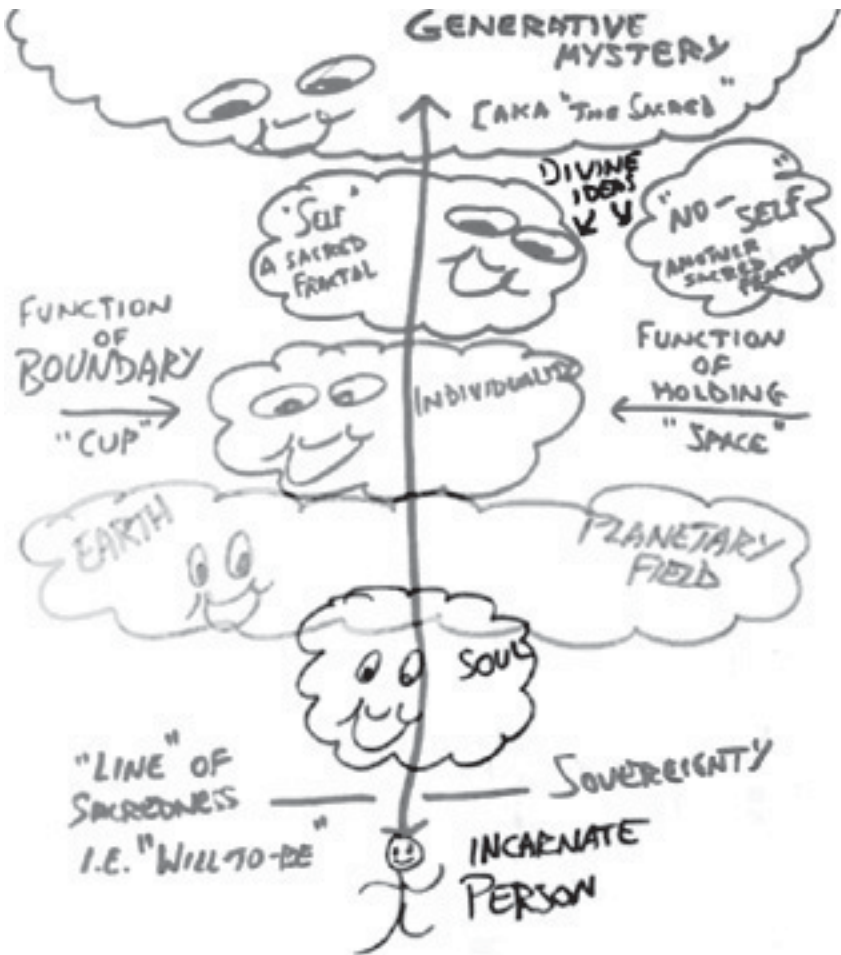 GENERATIVE
MYSTERY
[AKA "THE SACRED"
DIVINE
IDEAS
"SELF"
A SACRED
FRACTAL
"NO-SELF"
ANOTHER
SACRED
FRACTAL
FUNCTION
OF
BOUNDARY
"CUP"
INDIVIDUALITY
FUNCTION
OF
HOLDING
"SPACE"
EARTH
PLANETARY
FIELD
SOUL
"LINE" OF
SACREDNESS
I.E. "WILL-TO-BE"
SOVEREIGNTY
INCARNATE
PERSON